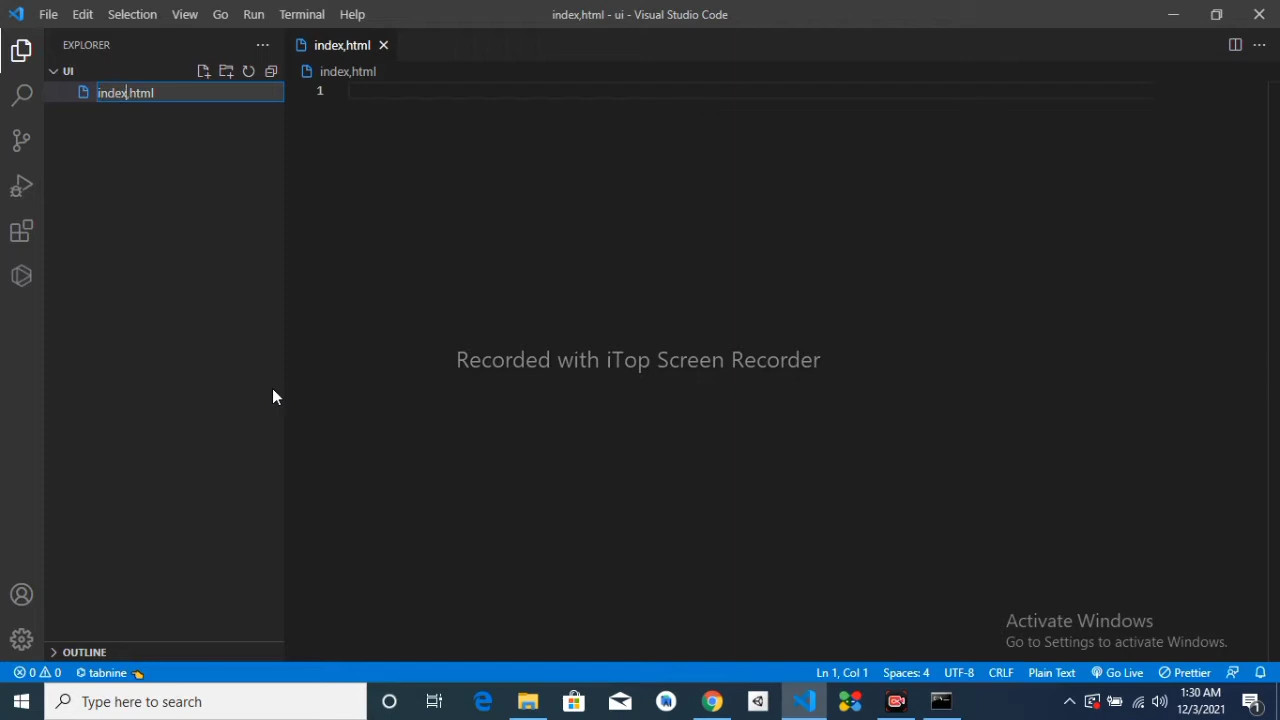 File Edit Selection View Go Run Terminal Help
index,html - ui - Visual Studio Code
EXPLORER
UI
index,html
index,html
index,html
1
Recorded with iTop Screen Recorder
Activate Windows
Go to Settings to activate Windows.
OUTLINE
0 0 tabnine
Ln 1, Col 1 Spaces: 4 UTF-8 CRLF Plain Text Go Live Prettier
Type here to search
1:30 AM
12/3/2021
1